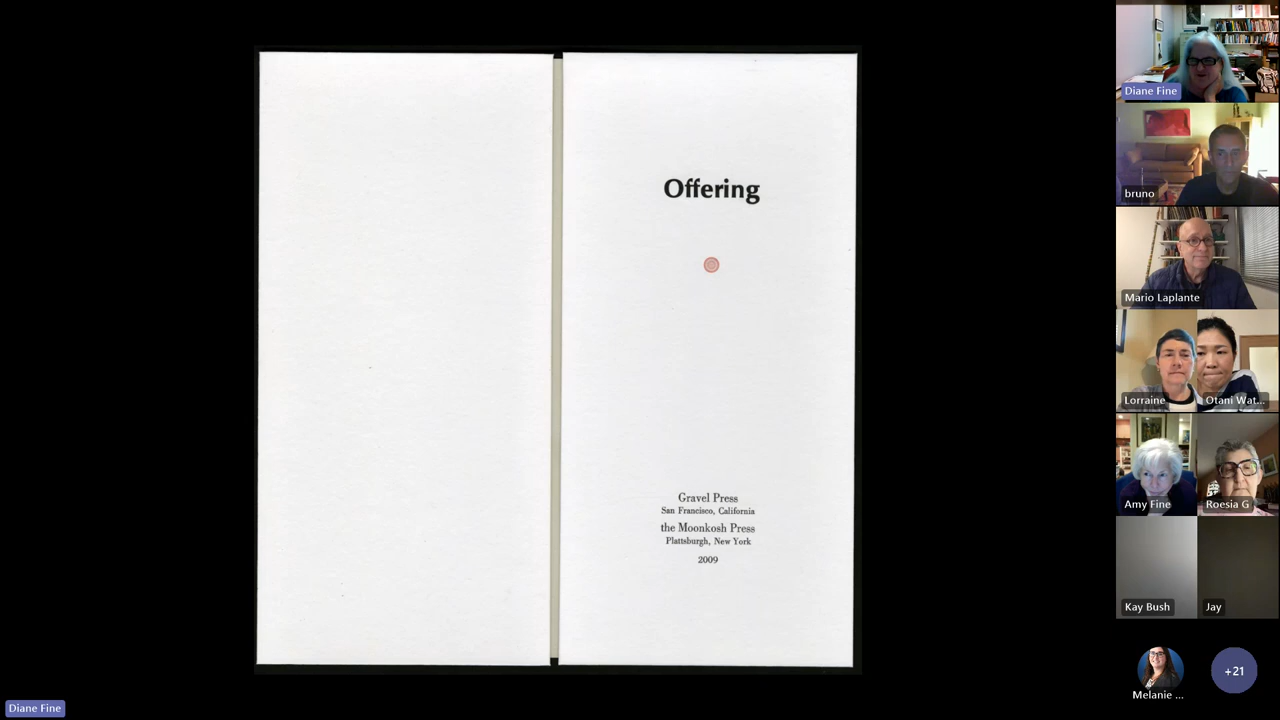 Offering
Gravel Press
San Francisco, California
the Moonkosh Press
Plattsburgh, New York
2009
Diane Fine
bruno
Mario Laplante
Lorraine
Otani Wat...
Amy Fine
Roesia G
Kay Bush
Jay
Melanie ...
+21
Diane Fine